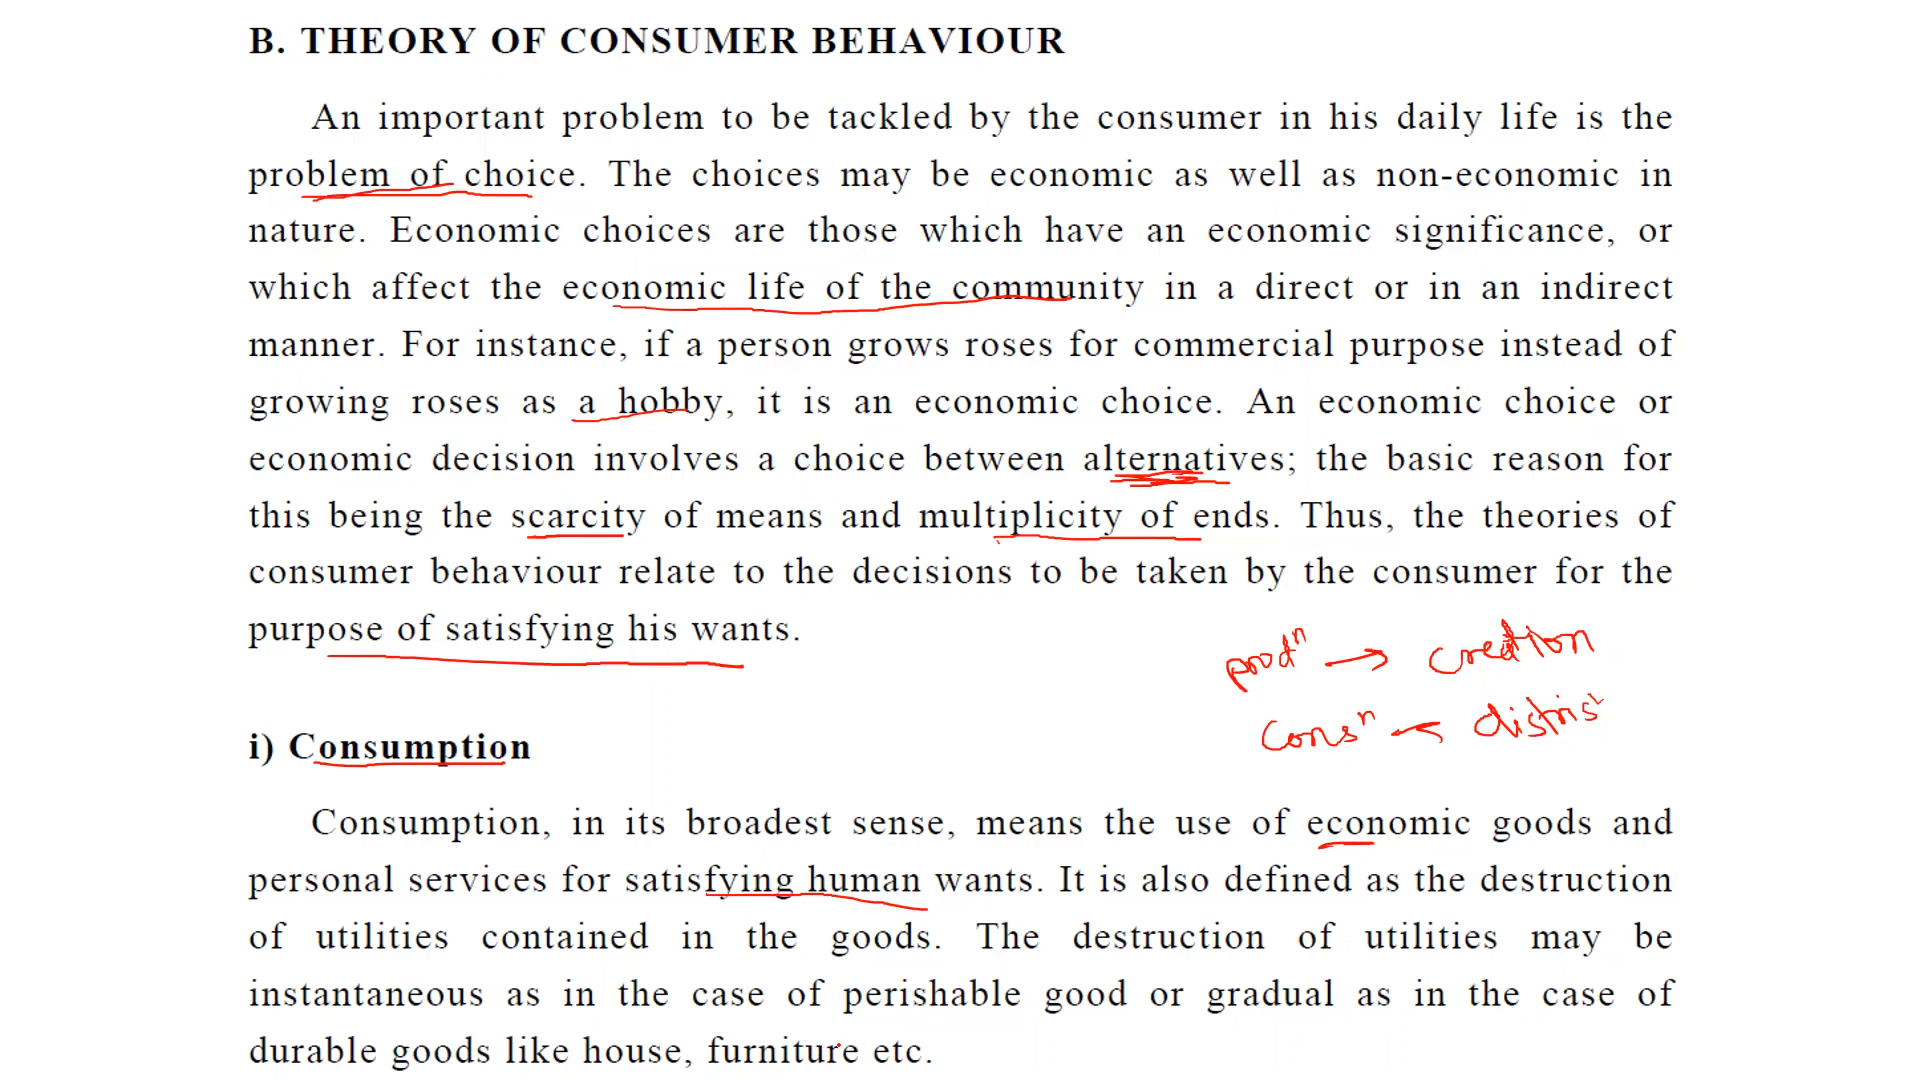 B. THEORY OF CONSUMER BEHAVIOUR
An important problem to be tackled by the consumer in his daily life is the
problem of choice. The choices may be economic as well as non-economic in
nature. Economic choices are those which have an economic significance, or
which affect the economic life of the community in a direct or in an indirect
manner. For instance, if a person grows roses for commercial purpose instead of
growing roses as a hobby, it is an economic choice. An economic choice or
economic decision involves a choice between alternatives; the basic reason for
this being the scarcity of means and multiplicity of ends. Thus, the theories of
consumer behaviour relate to the decisions to be taken by the consumer for the
purpose of satisfying his wants.
prodⁿ → creation
consⁿ ←
i) Consumption
Consumption, in its broadest sense, means the use of economic goods and
personal services for satisfying human wants. It is also defined as the destruction
of utilities contained in the goods. The destruction of utilities may be
instantaneous as in the case of perishable good or gradual as in the case of
durable goods like house, furniture etc.